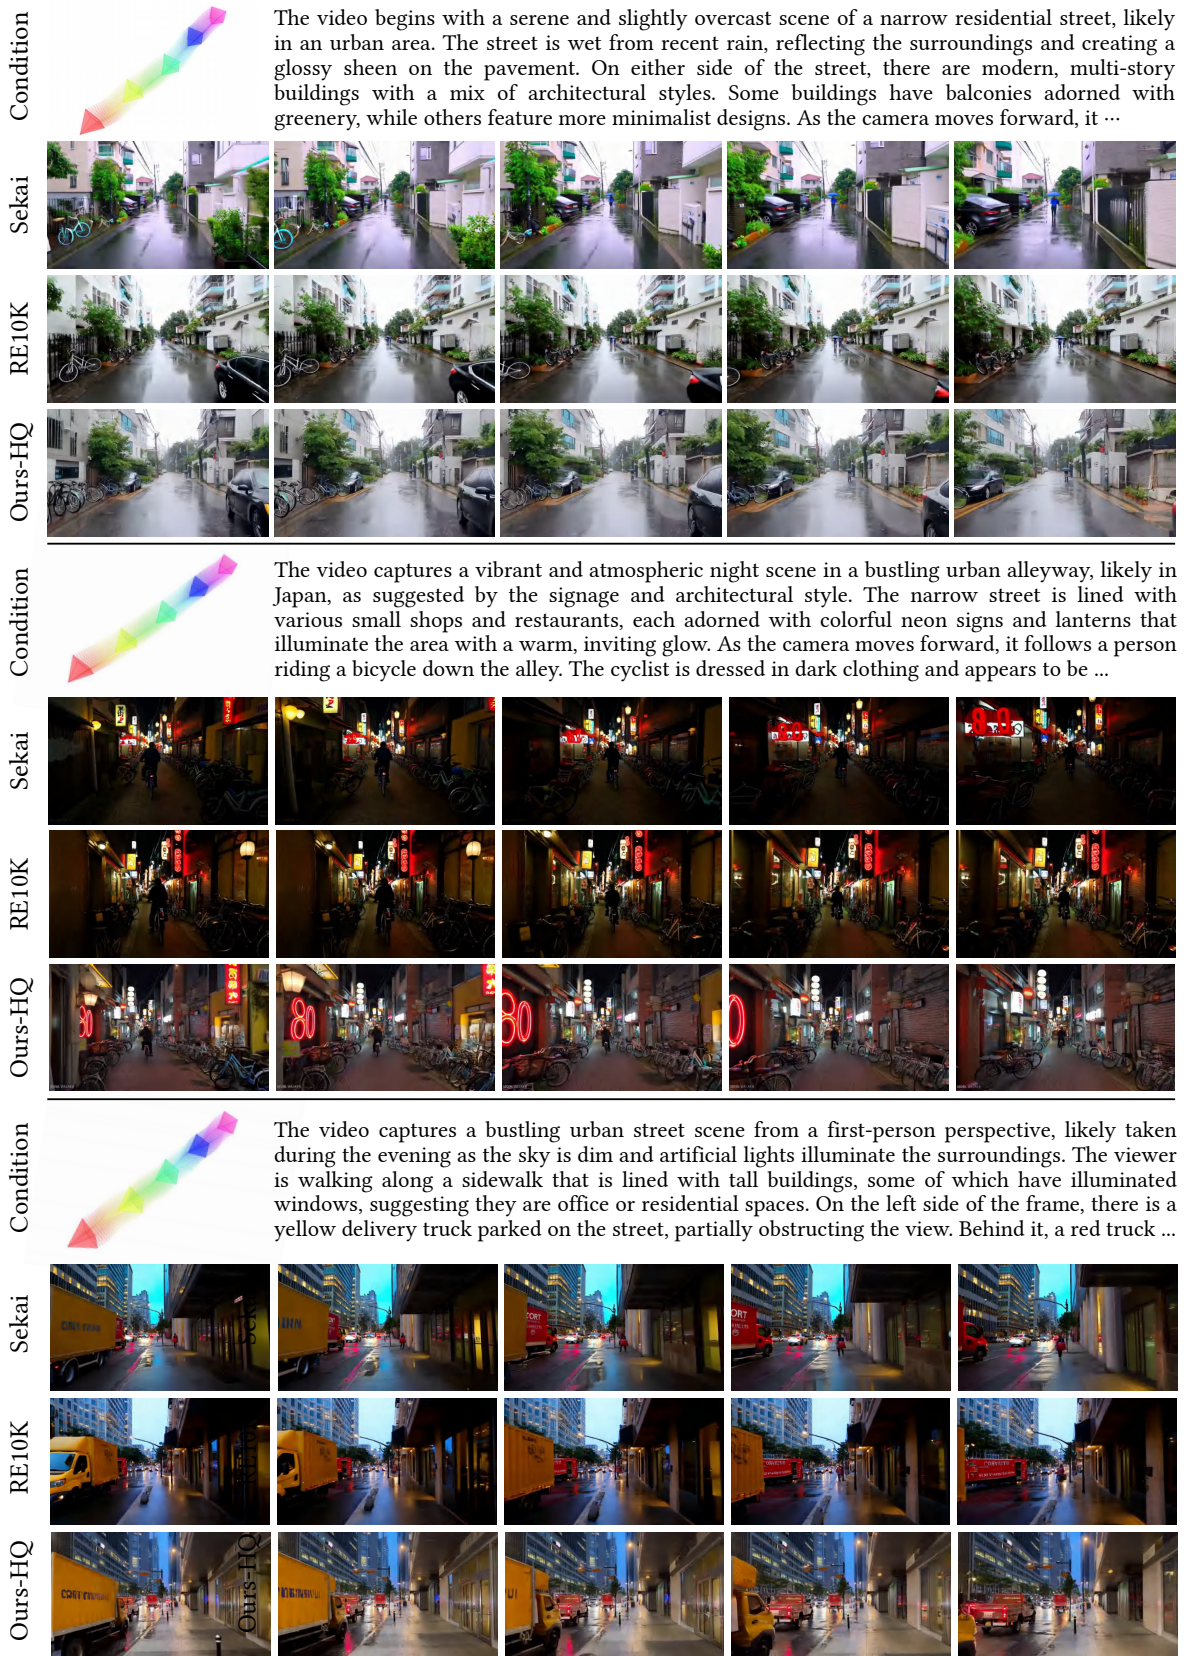 Condition
The video begins with a serene and slightly overcast scene of a narrow residential street, likely
in an urban area. The street is wet from recent rain, reflecting the surroundings and creating a
glossy sheen on the pavement. On either side of the street, there are modern, multi-story
buildings with a mix of architectural styles. Some buildings have balconies adorned with
greenery, while others feature more minimalist designs. As the camera moves forward, it ···
Sekai
RE10K
Ours-HQ
Condition
The video captures a vibrant and atmospheric night scene in a bustling urban alleyway, likely in
Japan, as suggested by the signage and architectural style. The narrow street is lined with
various small shops and restaurants, each adorned with colorful neon signs and lanterns that
illuminate the area with a warm, inviting glow. As the camera moves forward, it follows a person
riding a bicycle down the alley. The cyclist is dressed in dark clothing and appears to be ...
Sekai
RE10K
Ours-HQ
80
80
Condition
The video captures a bustling urban street scene from a first-person perspective, likely taken
during the evening as the sky is dim and artificial lights illuminate the surroundings. The viewer
is walking along a sidewalk that is lined with tall buildings, some of which have illuminated
windows, suggesting they are office or residential spaces. On the left side of the frame, there is a
yellow delivery truck parked on the street, partially obstructing the view. Behind it, a red truck ...
Sekai
Sekai
ORT
RE10K
RE10K
Ours-HQ
Ours-HQ